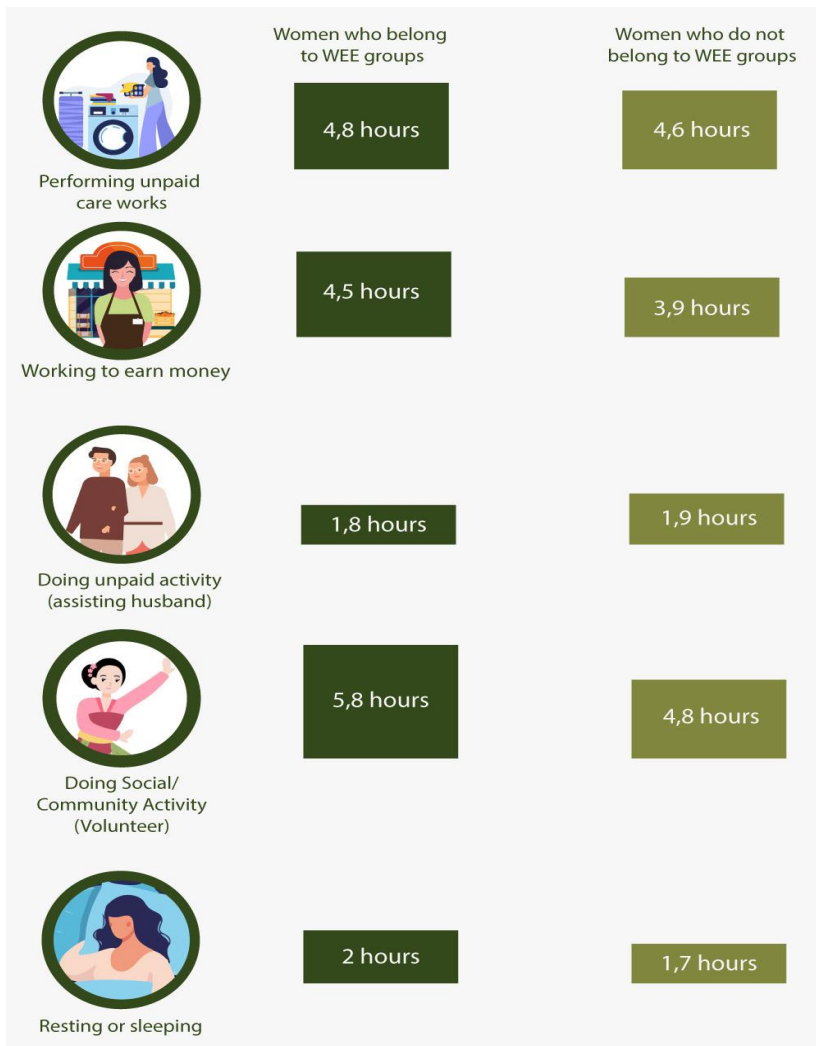 Women who belong
to WEE groups
Women who do not
belong to WEE groups
Performing unpaid
care works
4,8 hours
4,6 hours
Working to earn money
4,5 hours
3,9 hours
Doing unpaid activity
(assisting husband)
1,8 hours
1,9 hours
Doing Social/
Community Activity
(Volunteer)
5,8 hours
4,8 hours
Resting or sleeping
2 hours
1,7 hours